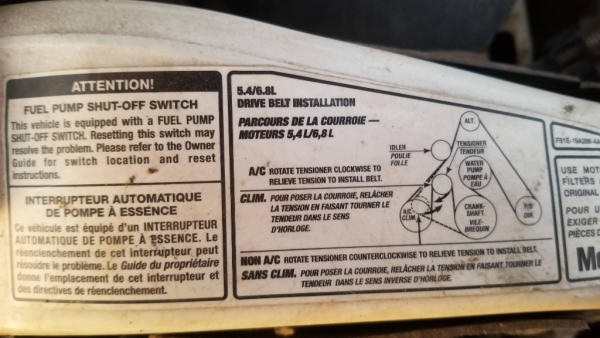 ATTENTION!
FUEL PUMP SHUT-OFF SWITCH
This vehicle is equipped with a FUEL PUMP
SHUT-OFF SWITCH. Resetting this switch may
resolve the problem. Please refer to the Owner
Guide for switch location and reset
instructions.
INTERRUPTEUR AUTOMATIQUE
DE POMPE À ESSENCE
Ce véhicule est équipé d'un INTERRUPTEUR
AUTOMATIQUE DE POMPE À ESSENCE. Le
réenclenchement de cet interrupteur peut
résoudre le problème. Le Guide du propriétaire
donne l'emplacement de cet interrupteur et
des directives de réenclenchement.
5.4/6.8L
DRIVE BELT INSTALLATION
PARCOURS DE LA COURROIE —
MOTEURS 5,4 L/6,8 L
A/C ROTATE TENSIONER CLOCKWISE TO
RELIEVE TENSION TO INSTALL BELT.
CLIM. POUR POSER LA COURROIE, RELÂCHER
LA TENSION EN FAISANT TOURNER LE
TENDEUR DANS LE SENS
D'HORLOGE.
ALT.
IDLER
POULIE
FOLLE
TENSIONER
TENDEUR
WATER
PUMP
POMPE À
EAU
A/C
CLIM.
CRANK-
SHAFT
VILE-
BREQUIN
P/S
DIR.
NON A/C ROTATE TENSIONER COUNTERCLOCKWISE TO RELIEVE TENSION TO INSTALL BELT.
SANS CLIM. POUR POSER LA COURROIE, RELÂCHER LA TENSION EN FAISANT TOURNER LE
TENDEUR DANS LE SENS INVERSE D'HORLOGE.
USE MOT
FILTERS
ORIGINAL
POUR U
EXIGER
PIÈCES D
Mo